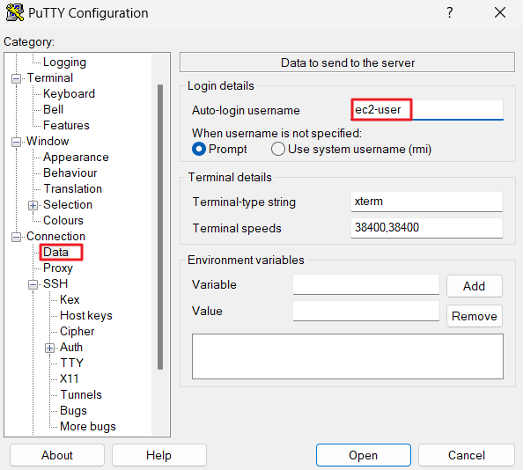 PuTTY Configuration
?
Category:
Logging
Terminal
Keyboard
Bell
Features
Window
Appearance
Behaviour
Translation
Selection
Colours
Connection
Data
Proxy
SSH
Kex
Host keys
Cipher
Auth
TTY
X11
Tunnels
Bugs
More bugs
Data to send to the server
Login details
Auto-login username ec2-user
When username is not specified:
Prompt Use system username (rmi)
Terminal details
Terminal-type string xterm
Terminal speeds 38400,38400
Environment variables
Variable Add
Value Remove
About Help Open Cancel